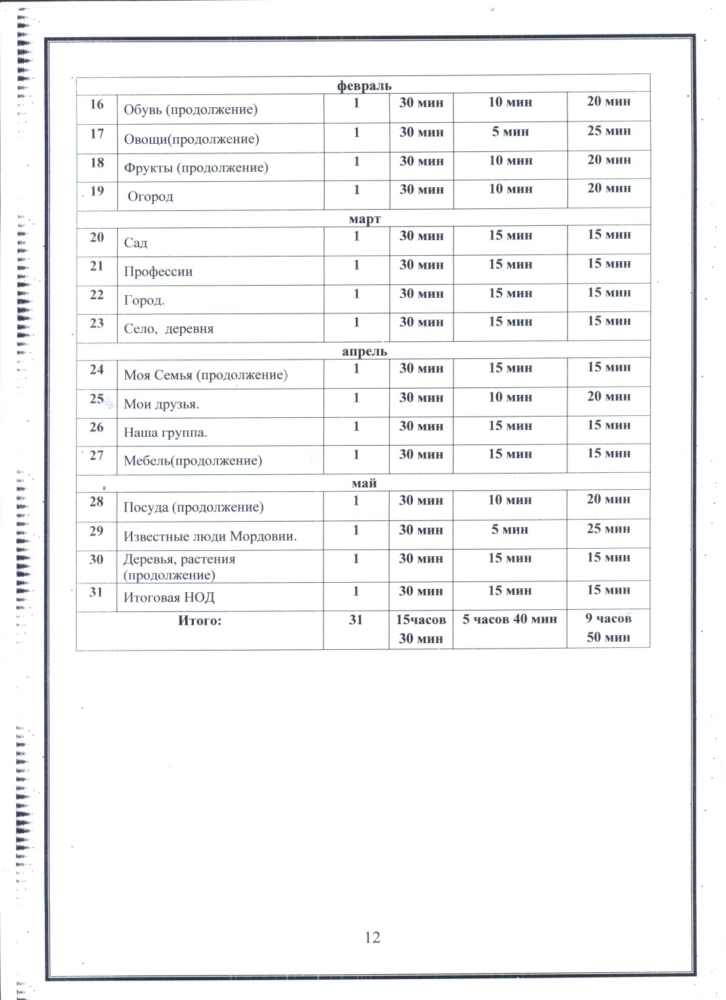 февраль
16 Обувь (продолжение) 1 30 мин 10 мин 20 мин
17 Овощи(продолжение) 1 30 мин 5 мин 25 мин
18 Фрукты (продолжение) 1 30 мин 10 мин 20 мин
19 Огород 1 30 мин 10 мин 20 мин
март
20 Сад 1 30 мин 15 мин 15 мин
21 Профессии 1 30 мин 15 мин 15 мин
22 Город. 1 30 мин 15 мин 15 мин
23 Село, деревня 1 30 мин 15 мин 15 мин
апрель
24 Моя Семья (продолжение) 1 30 мин 15 мин 15 мин
25 Мои друзья. 1 30 мин 10 мин 20 мин
26 Наша группа. 1 30 мин 15 мин 15 мин
27 Мебель(продолжение) 1 30 мин 15 мин 15 мин
май
28 Посуда (продолжение) 1 30 мин 10 мин 20 мин
29 Известные люди Мордовии. 1 30 мин 5 мин 25 мин
30 Деревья, растения 1 30 мин 15 мин 15 мин
(продолжение)
31 Итоговая НОД 1 30 мин 15 мин 15 мин
Итого: 31 15часов 5 часов 40 мин 9 часов
30 мин 50 мин
12